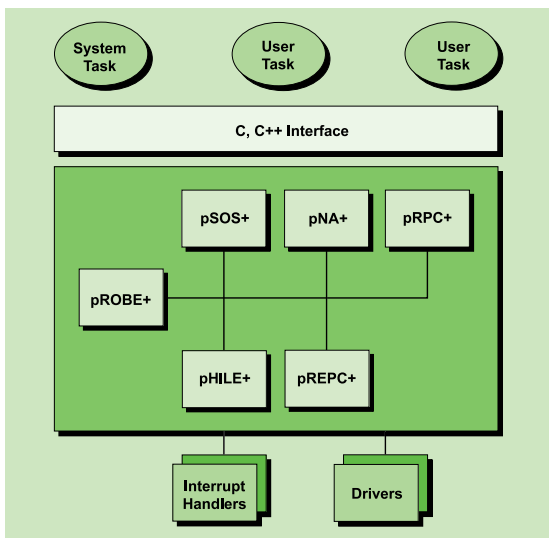 System
Task
User
Task
User
Task
C, C++ Interface
pSOS+
pNA+
pRPC+
pROBE+
pHILE+
pREPC+
Interrupt
Handlers
Drivers